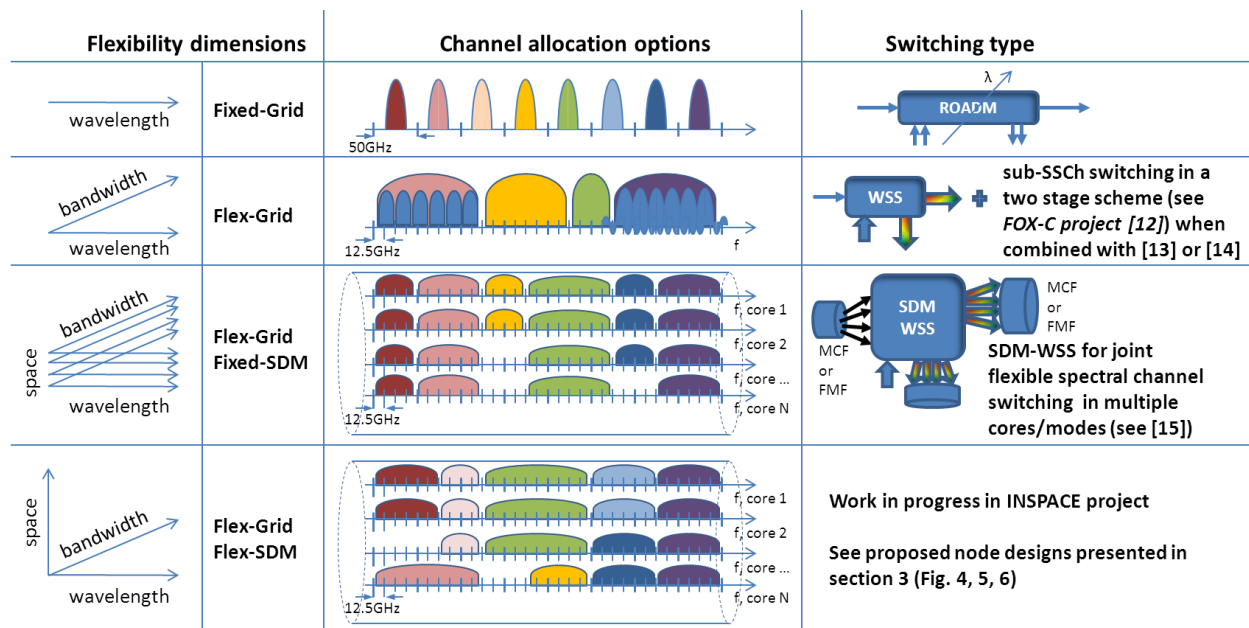 Flexibility dimensions
Channel allocation options
Switching type
wavelength
Fixed-Grid
50GHz
λ
ROADM
bandwidth
wavelength
Flex-Grid
12.5GHz
f
WSS
sub-SSCh switching in a
two stage scheme (see
FOX-C project [12]) when
combined with [13] or [14]
space
bandwidth
wavelength
Flex-Grid
Fixed-SDM
f, core 1
f, core 2
f, core ...
f, core N
12.5GHz
MCF
or
FMF
SDM
WSS
MCF
or
FMF
SDM-WSS for joint
flexible spectral channel
switching in multiple
cores/modes (see [15])
space
bandwidth
wavelength
Flex-Grid
Flex-SDM
f, core 1
f, core 2
f, core ...
f, core N
12.5GHz
Work in progress in INSPACE project
See proposed node designs presented in
section 3 (Fig. 4, 5, 6)